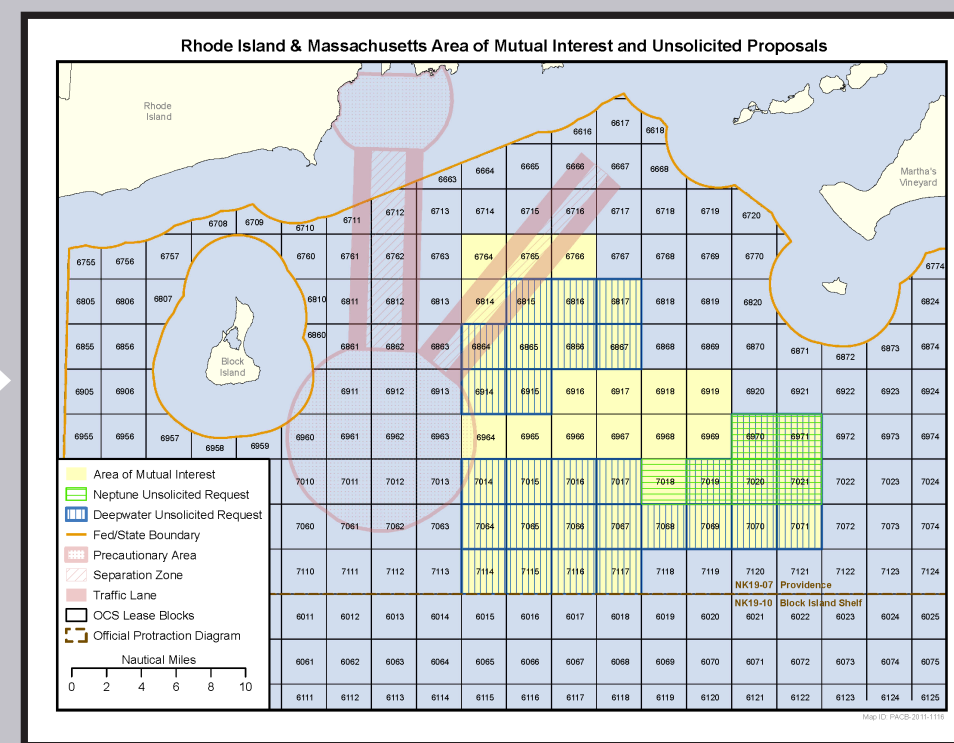 Rhode Island & Massachusetts Area of Mutual Interest and Unsolicited Proposals
Rhode
Island
6616 6617 6618
6663 6664 6665 6666 6667 6668
Martha's
Vineyard
6708 6709 6710 6711 6712 6713 6714 6715 6716 6717 6718 6719 6720
6755 6756 6757 6760 6761 6762 6763 6764 6765 6766 6767 6768 6769 6770 6774
6805 6806 6807 6810 6811 6812 6813 6814 6815 6816 6817 6818 6819 6820 6824
6855 6856 6860 6861 6862 6863 6864 6865 6866 6867 6868 6869 6870 6871 6872 6873 6874
Block
Island
6905 6906 6911 6912 6913 6914 6915 6916 6917 6918 6919 6920 6921 6922 6923 6924
6955 6956 6957 6958 6959 6960 6961 6962 6963 6964 6965 6966 6967 6968 6969 6970 6971 6972 6973 6974
7010 7011 7012 7013 7014 7015 7016 7017 7018 7019 7020 7021 7022 7023 7024
7060 7061 7062 7063 7064 7065 7066 7067 7068 7069 7070 7071 7072 7073 7074
7110 7111 7112 7113 7114 7115 7116 7117 7118 7119 7120 7121 7122 7123 7124
NK19-07 Providence
NK19-10 Block Island Shelf
6011 6012 6013 6014 6015 6016 6017 6018 6019 6020 6021 6022 6023 6024 6025
6061 6062 6063 6064 6065 6066 6067 6068 6069 6070 6071 6072 6073 6074 6075
6111 6112 6113 6114 6115 6116 6117 6118 6119 6120 6121 6122 6123 6124 6125
Area of Mutual Interest
Neptune Unsolicited Request
Deepwater Unsolicited Request
Fed/State Boundary
Precautionary Area
Separation Zone
Traffic Lane
OCS Lease Blocks
Official Protraction Diagram
Nautical Miles
0 2 4 6 8 10
Map ID: PACB-2011-1116